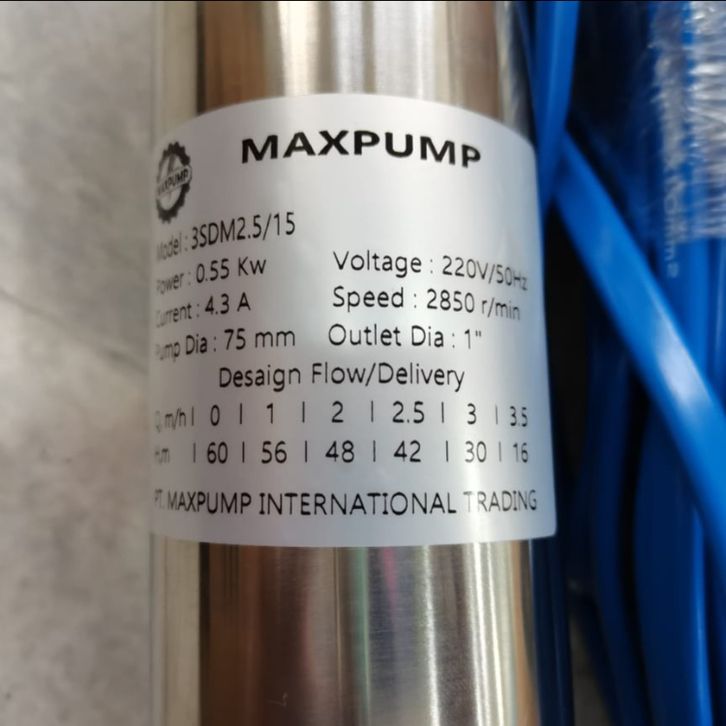 MAXPUMP
MAXPUMP
Model : 3SDM2.5/15
Power : 0.55 Kw Voltage : 220V/50Hz
Current : 4.3 A Speed : 2850 r/min
Pump Dia : 75 mm Outlet Dia : 1"
Desaign Flow/Delivery
Q, m/h | 0 | 1 | 2 | 2.5 | 3 | 3.5
H,m | 60 | 56 | 48 | 42 | 30 | 16
PT. MAXPUMP INTERNATIONAL TRADING